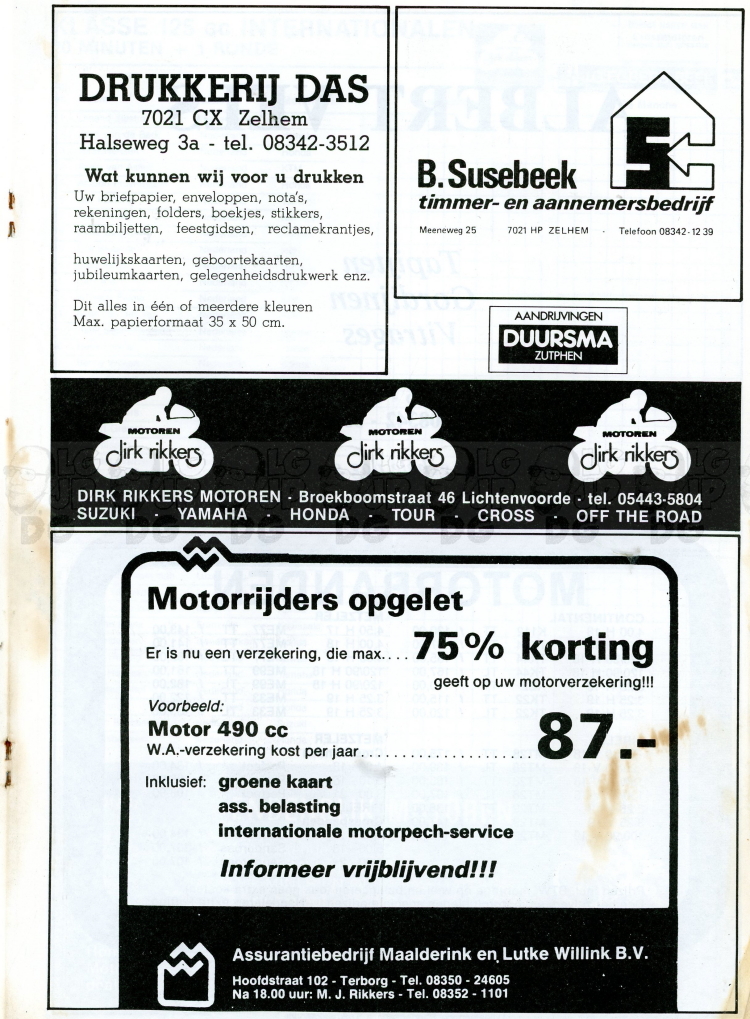 DRUKKERIJ DAS
7021 CX Zelhem
Halseweg 3a - tel. 08342-3512
Wat kunnen wij voor u drukken
Uw briefpapier, enveloppen, nota's,
rekeningen, folders, boekjes, stikkers,
raambiljetten, feestgidsen, reclamekrantjes,
huwelijkskaarten, geboortekaarten,
jubileumkaarten, gelegenheidsdrukwerk enz.
Dit alles in één of meerdere kleuren
Max. papierformaat 35 x 50 cm.
B. Susebeek
timmer- en aannemersbedrijf
Meeneweg 25 7021 HP ZELHEM - Telefoon 08342-12 39
AANDRIJVINGEN
DUURSMA
ZUTPHEN
MOTOREN MOTOREN MOTOREN
dirk rikkers dirk rikkers dirk rikkers
DIRK RIKKERS MOTOREN - Broekboomstraat 46 Lichtenvoorde - tel. 05443-5804
SUZUKI - YAMAHA - HONDA - TOUR - CROSS - OFF THE ROAD
Motorrijders opgelet
Er is nu een verzekering, die max.... 75% korting
geeft op uw motorverzekering!!!
Voorbeeld:
Motor 490 cc
W.A.-verzekering kost per jaar...................... 87.-
Inklusief: groene kaart
ass. belasting
internationale motorpech-service
Informeer vrijblijvend!!!
Assurantiebedrijf Maalderink en Lutke Willink B.V.
Hoofdstraat 102 - Terborg - Tel. 08350 - 24605
Na 18.00 uur: M. J. Rikkers - Tel. 08352 - 1101